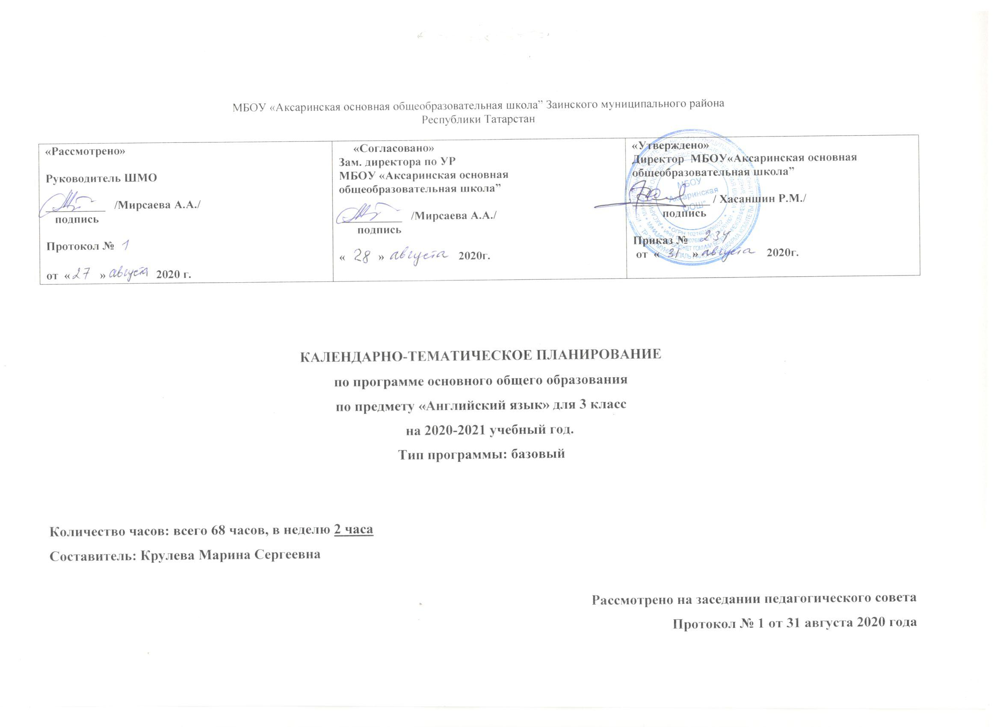 МБОУ «Аксаринская основная общеобразовательная школа” Заинского муниципального района
Республики Татарстан
«Рассмотрено»
Руководитель ШМО
/Мирсаева А.А./
подпись
Протокол № 1
от «27» августа 2020 г.
«Согласовано»
Зам. директора по УР
МБОУ «Аксаринская основная
общеобразовательная школа”
/Мирсаева А.А./
подпись
« 28 » августа 2020г.
«Утверждено»
Директор МБОУ«Аксаринская основная
общеобразовательная школа”
/ Хасаншин Р.М./
подпись
Приказ № 234
от « 31 » августа 2020г.
МБОУ
"Аксаринская
ООШ"
КАЛЕНДАРНО-ТЕМАТИЧЕСКОЕ ПЛАНИРОВАНИЕ
по программе основного общего образования
по предмету «Английский язык» для 3 класс
на 2020-2021 учебный год.
Тип программы: базовый
Количество часов: всего 68 часов, в неделю 2 часа
Составитель: Крулева Марина Сергеевна
Рассмотрено на заседании педагогического совета
Протокол № 1 от 31 августа 2020 года